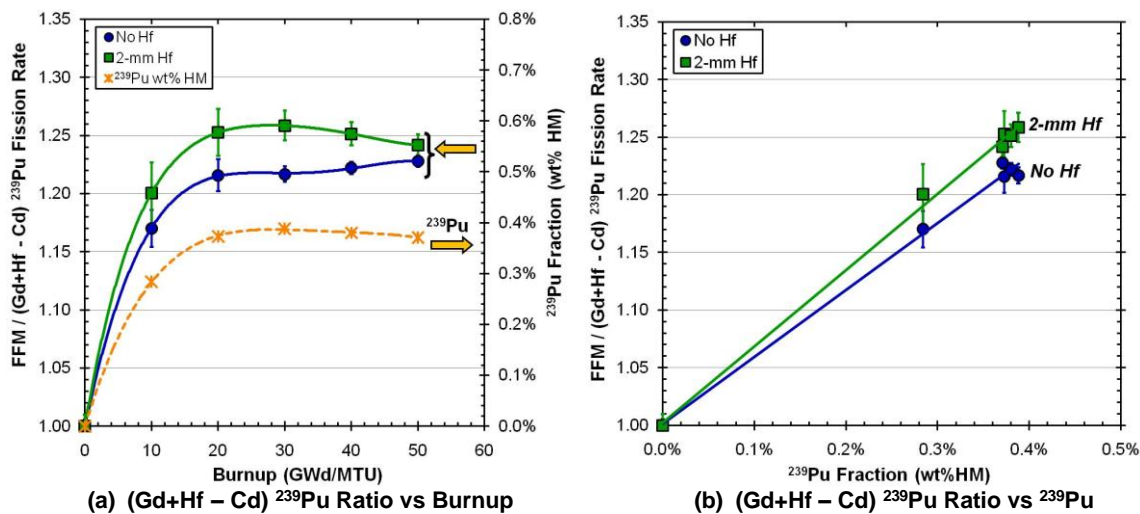 FFM / (Gd+Hf - Cd) ²³⁹Pu Fission Rate
1.35
1.30
1.25
1.20
1.15
1.10
1.05
1.00
No Hf
2-mm Hf
²³⁹Pu wt% HM
²³⁹Pu
0.8%
0.7%
0.6%
0.5%
0.4%
0.3%
0.2%
0.1%
0.0%
²³⁹Pu Fraction (wt% HM)
0 10 20 30 40 50 60
Burnup (GWd/MTU)
(a) (Gd+Hf – Cd) ²³⁹Pu Ratio vs Burnup
FFM / (Gd+Hf - Cd) ²³⁹Pu Fission Rate
1.35
1.30
1.25
1.20
1.15
1.10
1.05
1.00
No Hf
2-mm Hf
2-mm Hf
No Hf
0.0% 0.1% 0.2% 0.3% 0.4% 0.5%
²³⁹Pu Fraction (wt%HM)
(b) (Gd+Hf – Cd) ²³⁹Pu Ratio vs ²³⁹Pu